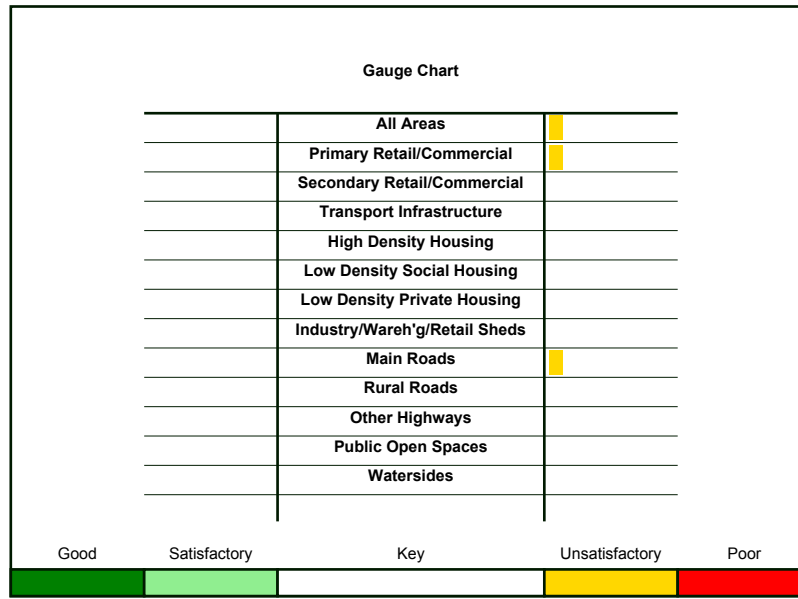 Gauge Chart
All Areas
Primary Retail/Commercial
Secondary Retail/Commercial
Transport Infrastructure
High Density Housing
Low Density Social Housing
Low Density Private Housing
Industry/Wareh'g/Retail Sheds
Main Roads
Rural Roads
Other Highways
Public Open Spaces
Watersides
Good Satisfactory Key Unsatisfactory Poor